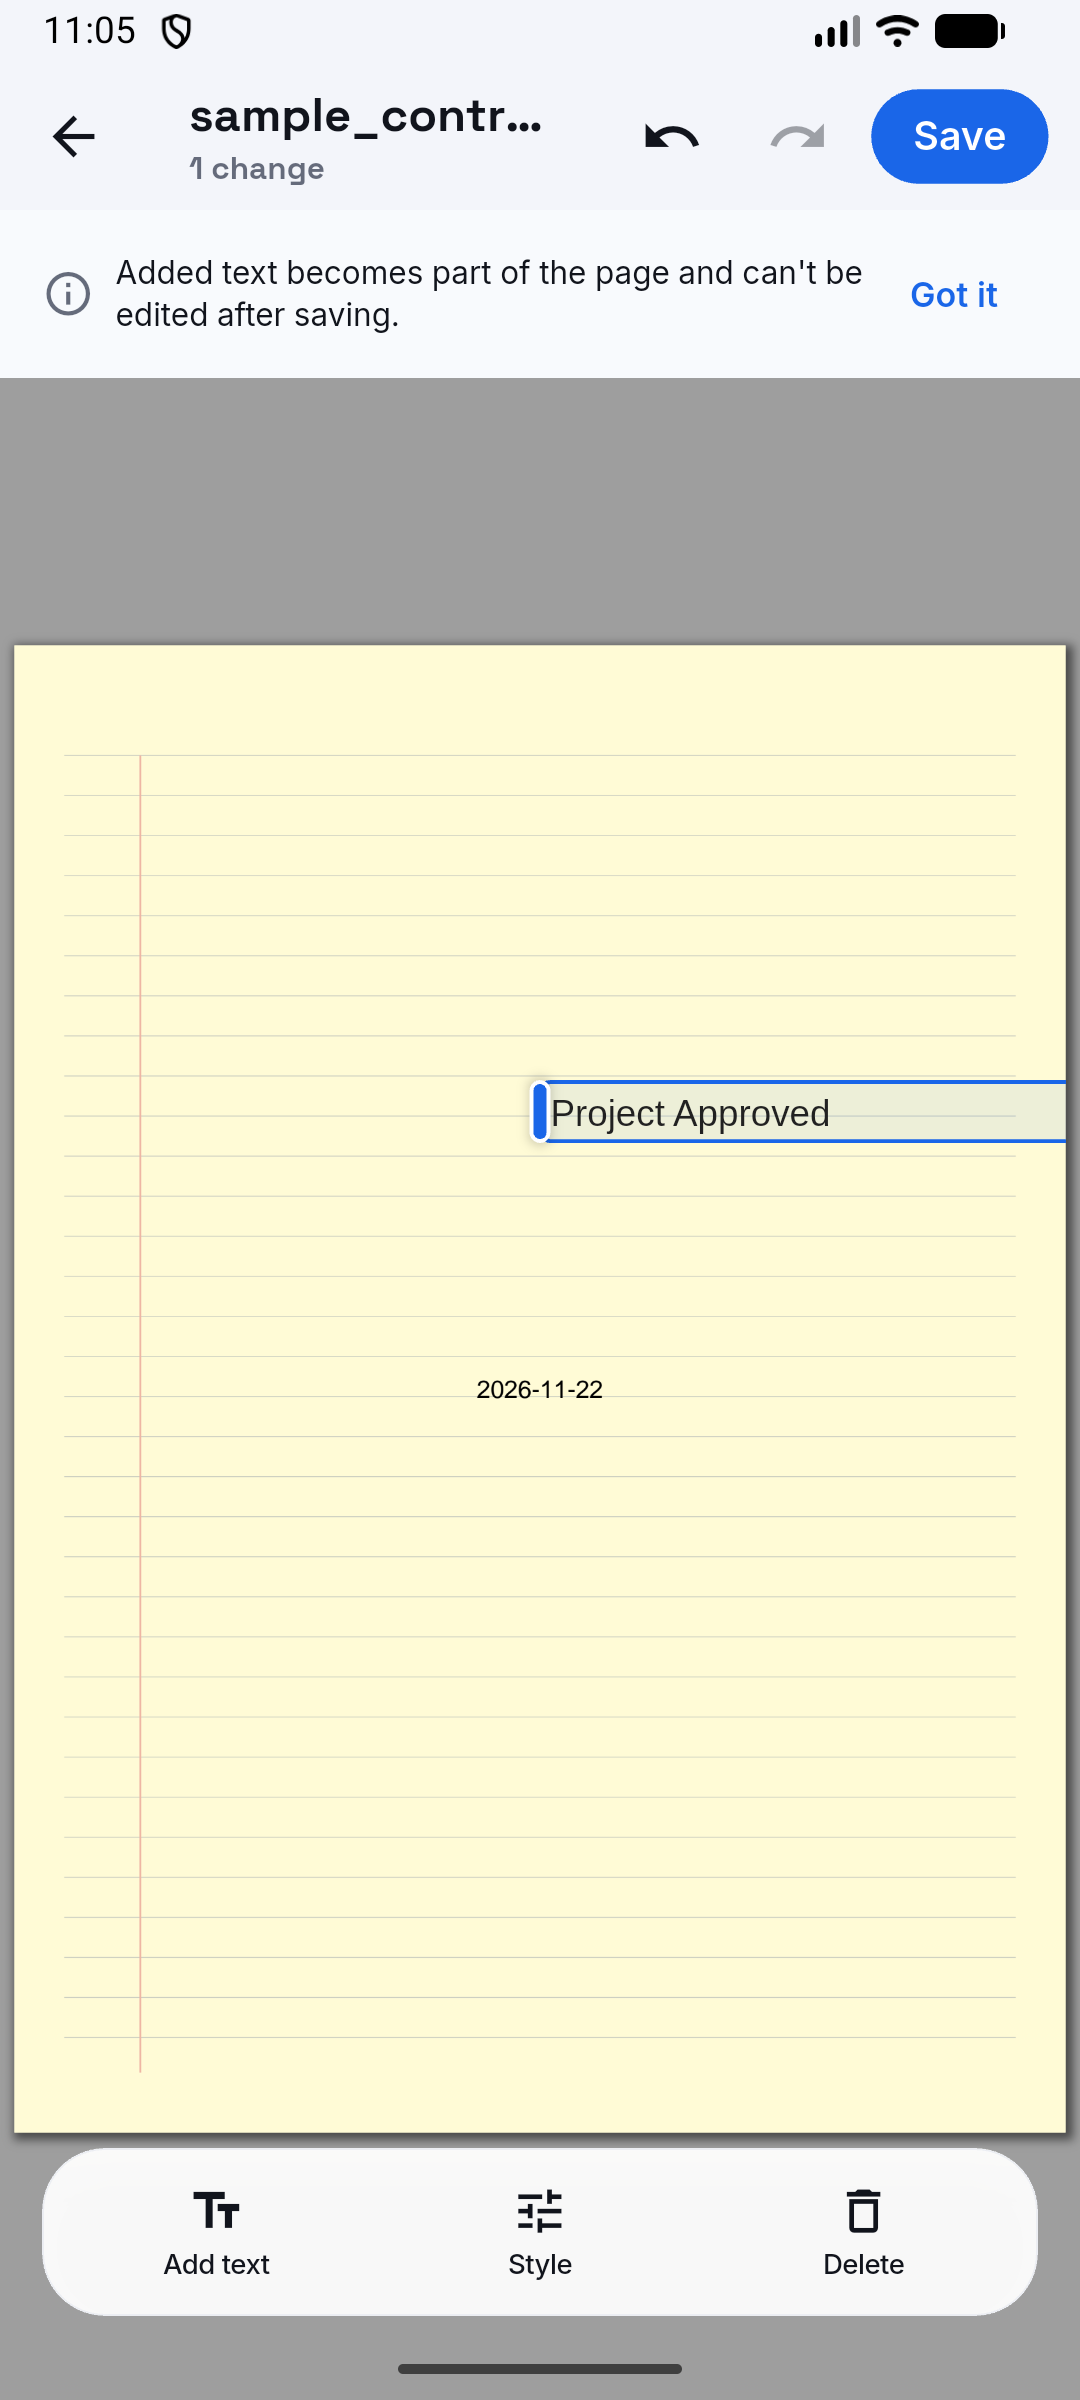 11:05
sample_contr...
1 change
Save
Added text becomes part of the page and can't be
edited after saving.
Got it
Project Approved
2026-11-22
Add text
Style
Delete